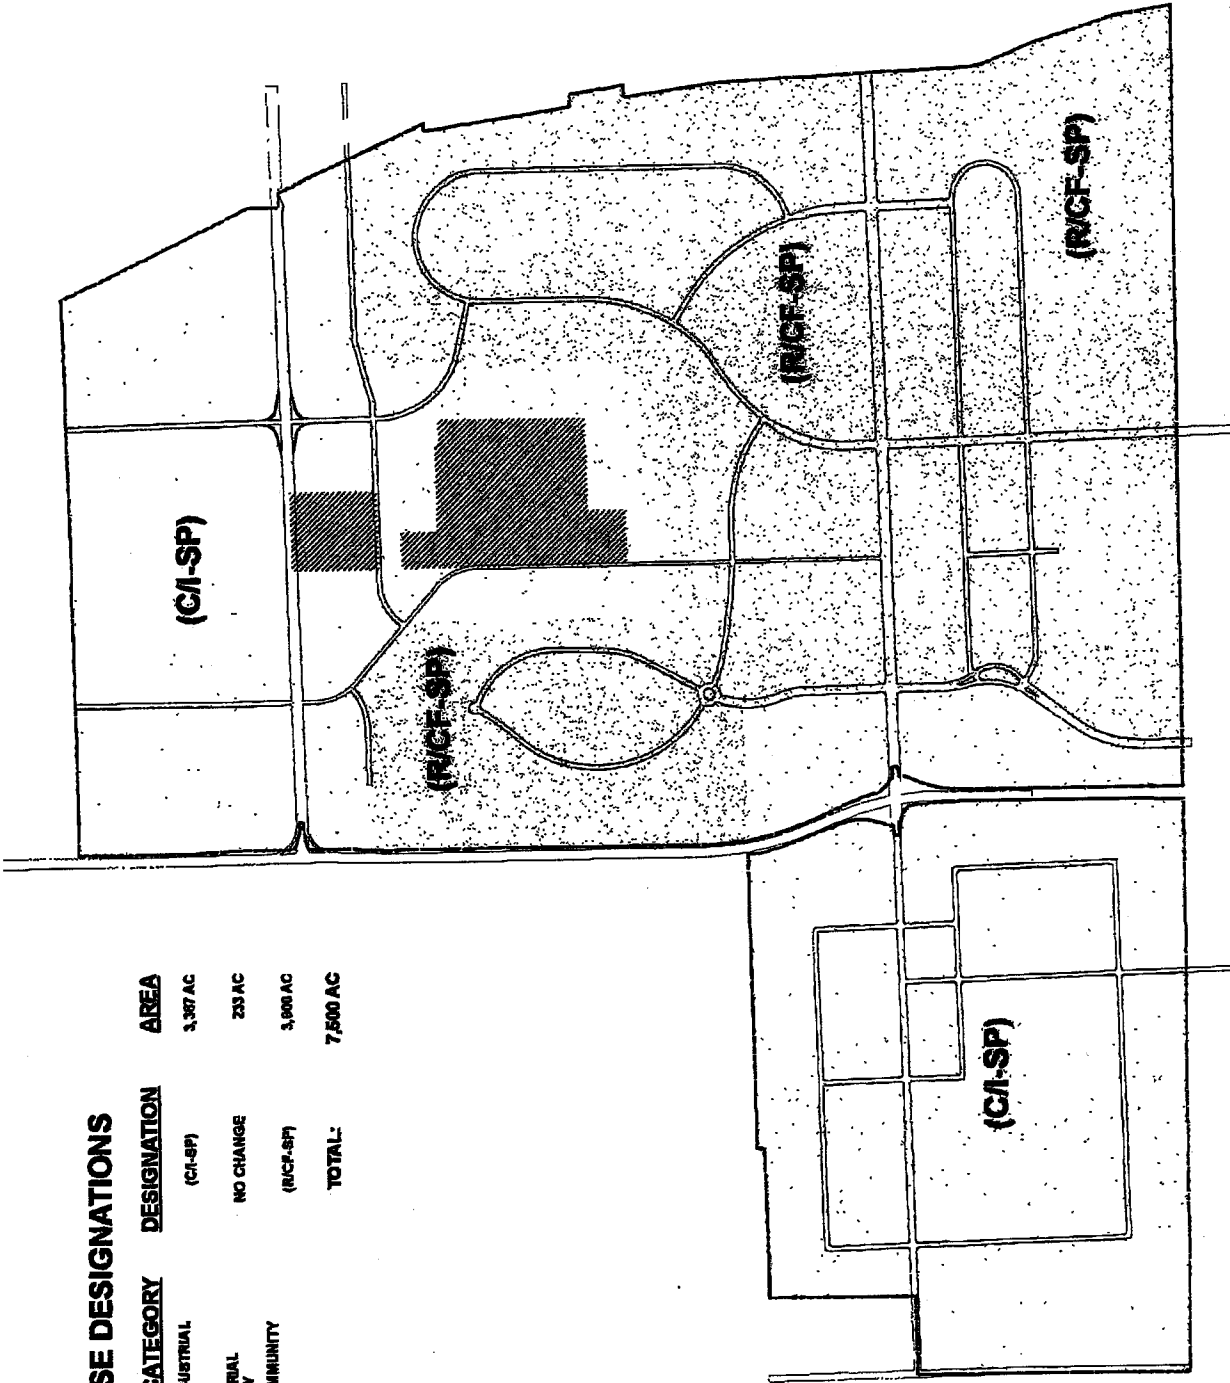 SE DESIGNATIONS
CATEGORY DESIGNATION AREA
USTRIAL (C/I-SP) 3,367 AC
RIAL NO CHANGE 233 AC
Y
MMUNITY (R/CF-SP) 3,900 AC
TOTAL: 7,500 AC
(C/I-SP)
(R/CF-SP)
(R/CF-SP)
(C/I-SP)
(R/CF-SP)